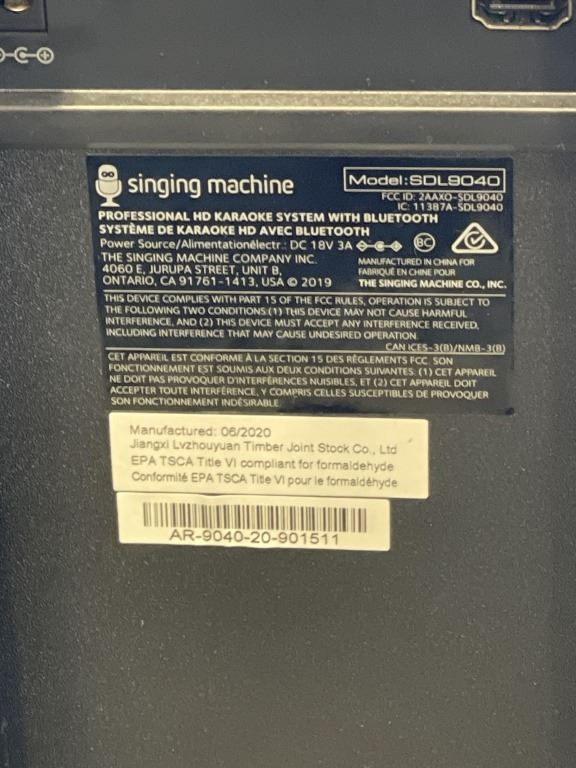 singing machine
Model:SDL9040
FCC ID: 2AAXO-SDL9040
IC: 11387A-SDL9040
PROFESSIONAL HD KARAOKE SYSTEM WITH BLUETOOTH
SYSTÈME DE KARAOKE HD AVEC BLUETOOTH
Power Source/Alimentationélectr.: DC 18V 3A
BC
THE SINGING MACHINE COMPANY INC.
4060 E, JURUPA STREET, UNIT B,
ONTARIO, CA 91761-1413, USA © 2019
MANUFACTURED IN CHINA FOR
FABRIQUÉ EN CHINE POUR
THE SINGING MACHINE CO., INC.
THIS DEVICE COMPLIES WITH PART 15 OF THE FCC RULES, OPERATION IS SUBJECT TO
THE FOLLOWING TWO CONDITIONS:(1) THIS DEVICE MAY NOT CAUSE HARMFUL
INTERFERENCE, AND (2) THIS DEVICE MUST ACCEPT ANY INTERFERENCE RECEIVED,
INCLUDING INTERFERENCE THAT MAY CAUSE UNDESIRED OPERATION.
CAN ICES-3(B)/NMB-3(B)
CET APPAREIL EST CONFORME À LA SECTION 15 DES RÈGLEMENTS FCC. SON
FONCTIONNEMENT EST SOUMIS AUX DEUX CONDITIONS SUIVANTES: (1) CET APPAREIL
NE DOIT PAS PROVOQUER D'INTERFÉRENCES NUISIBLES, ET (2) CET APPAREIL DOIT
ACCEPTER TOUTE INTERFÉRENCE, Y COMPRIS CELLES SUSCEPTIBLES DE PROVOQUER
SON FONCTIONNEMENT INDÉSIRABLE.
Manufactured: 06/2020
Jiangxi Lvzhouyuan Timber Joint Stock Co., Ltd
EPA TSCA Title VI compliant for formaldehyde
Conformité EPA TSCA Title VI pour le formaldéhyde
AR-9040-20-901511